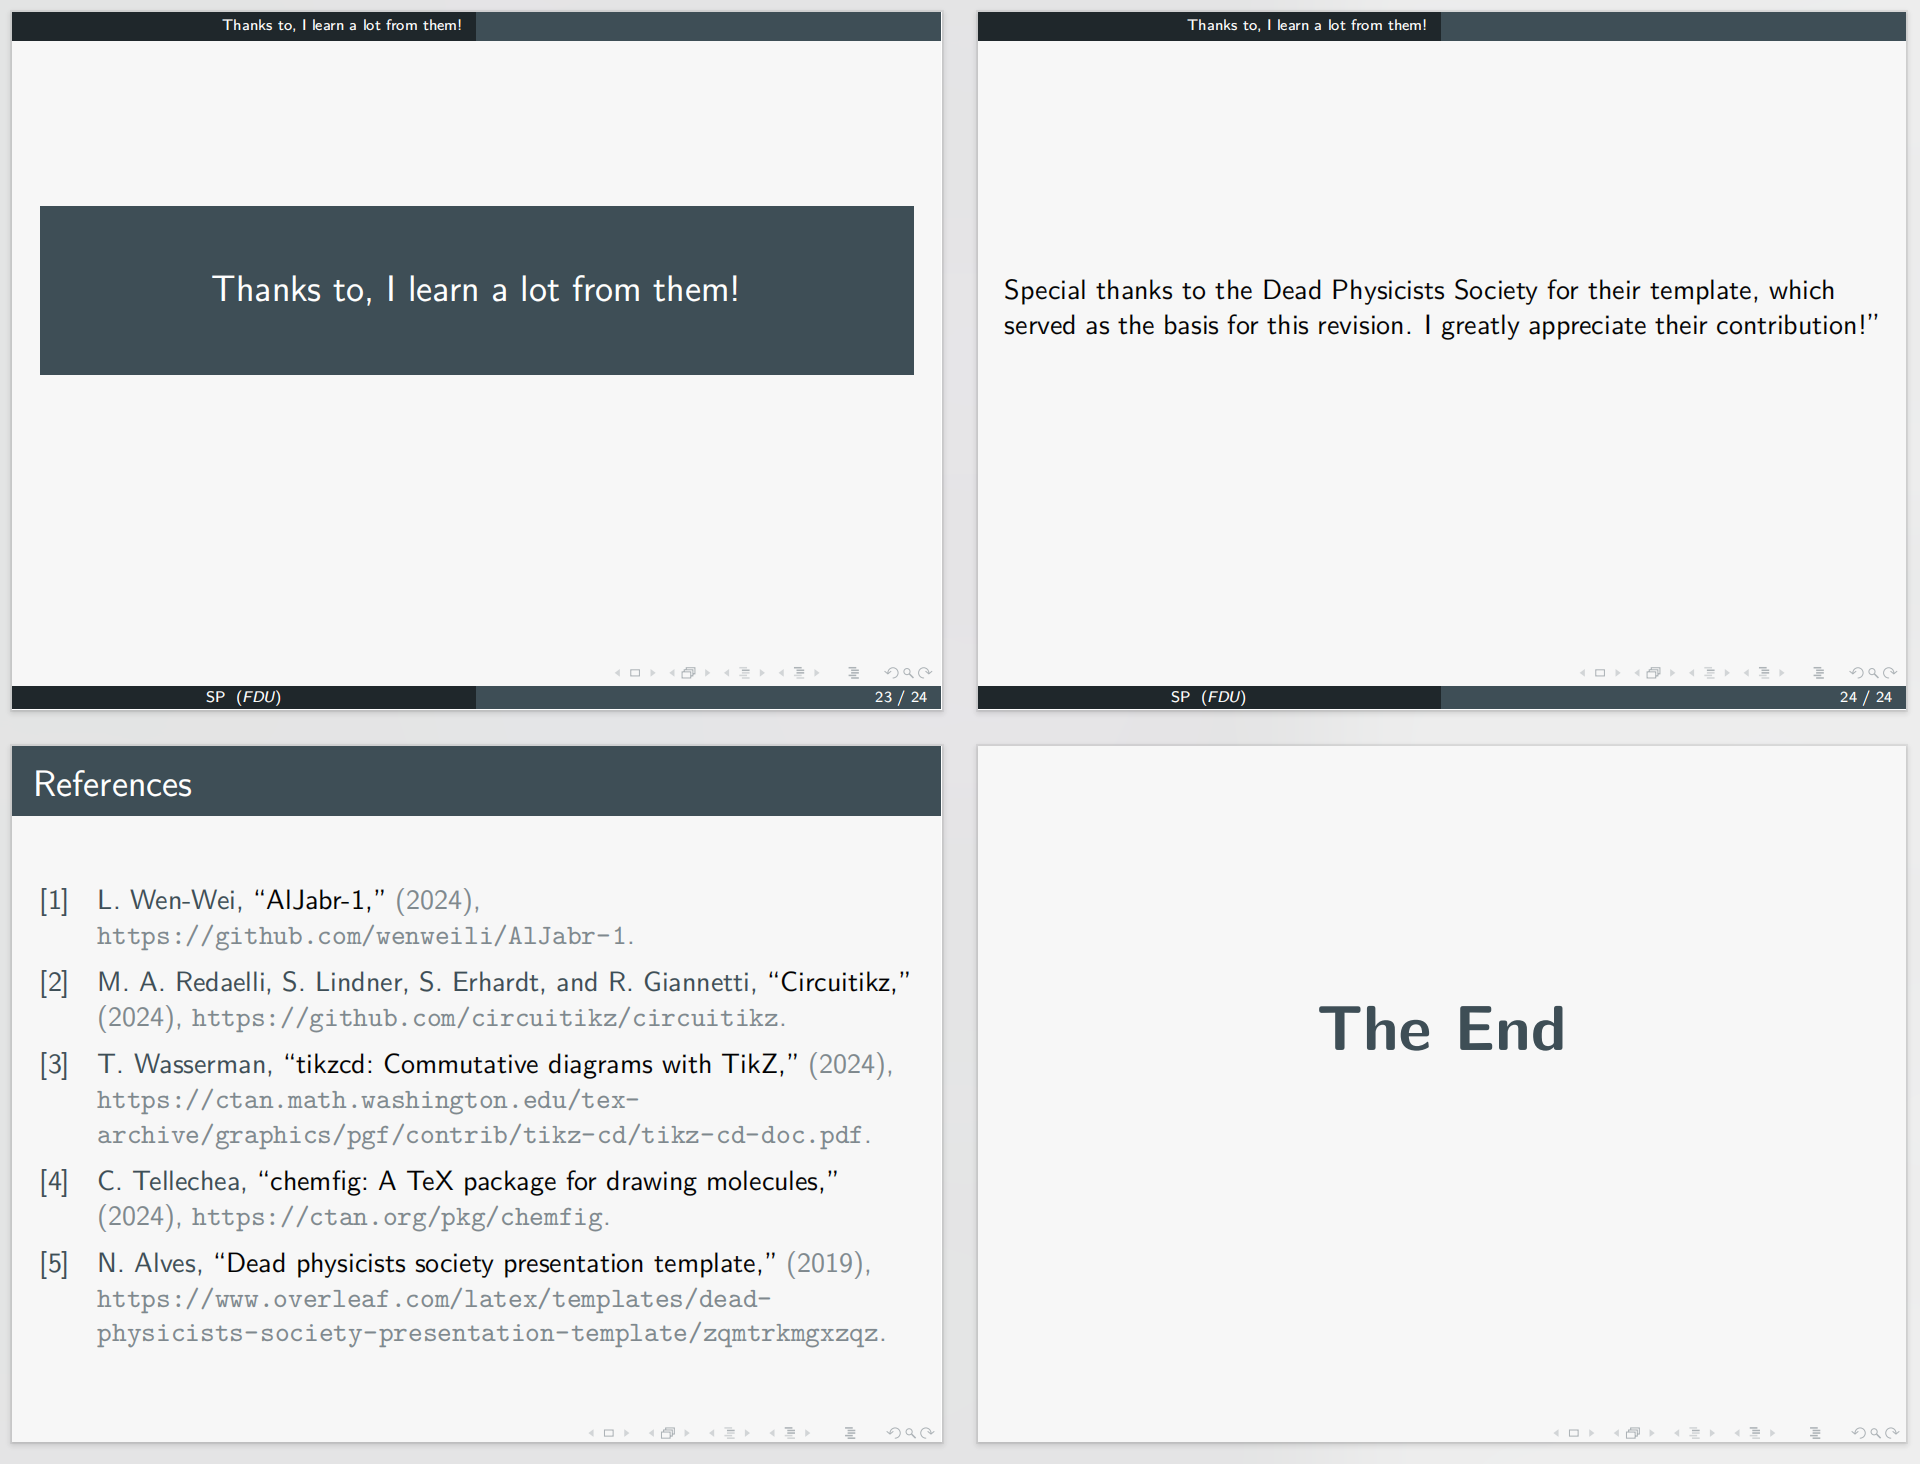 Thanks to, I learn a lot from them!
Thanks to, I learn a lot from them!
SP (FDU)
23 / 24
Thanks to, I learn a lot from them!
Special thanks to the Dead Physicists Society for their template, which
served as the basis for this revision. I greatly appreciate their contribution!”
SP (FDU)
24 / 24
References
[1] L. Wen-Wei, “AlJabr-1,” (2024),
https://github.com/wenweili/AlJabr-1.
[2] M. A. Redaelli, S. Lindner, S. Erhardt, and R. Giannetti, “Circuitikz,”
(2024), https://github.com/circuitikz/circuitikz.
[3] T. Wasserman, “tikzcd: Commutative diagrams with TikZ,” (2024),
https://ctan.math.washington.edu/tex-
archive/graphics/pgf/contrib/tikz-cd/tikz-cd-doc.pdf.
[4] C. Tellechea, “chemfig: A TeX package for drawing molecules,”
(2024), https://ctan.org/pkg/chemfig.
[5] N. Alves, “Dead physicists society presentation template,” (2019),
https://www.overleaf.com/latex/templates/dead-
physicists-society-presentation-template/zqmtrkmgxzqz.
The End